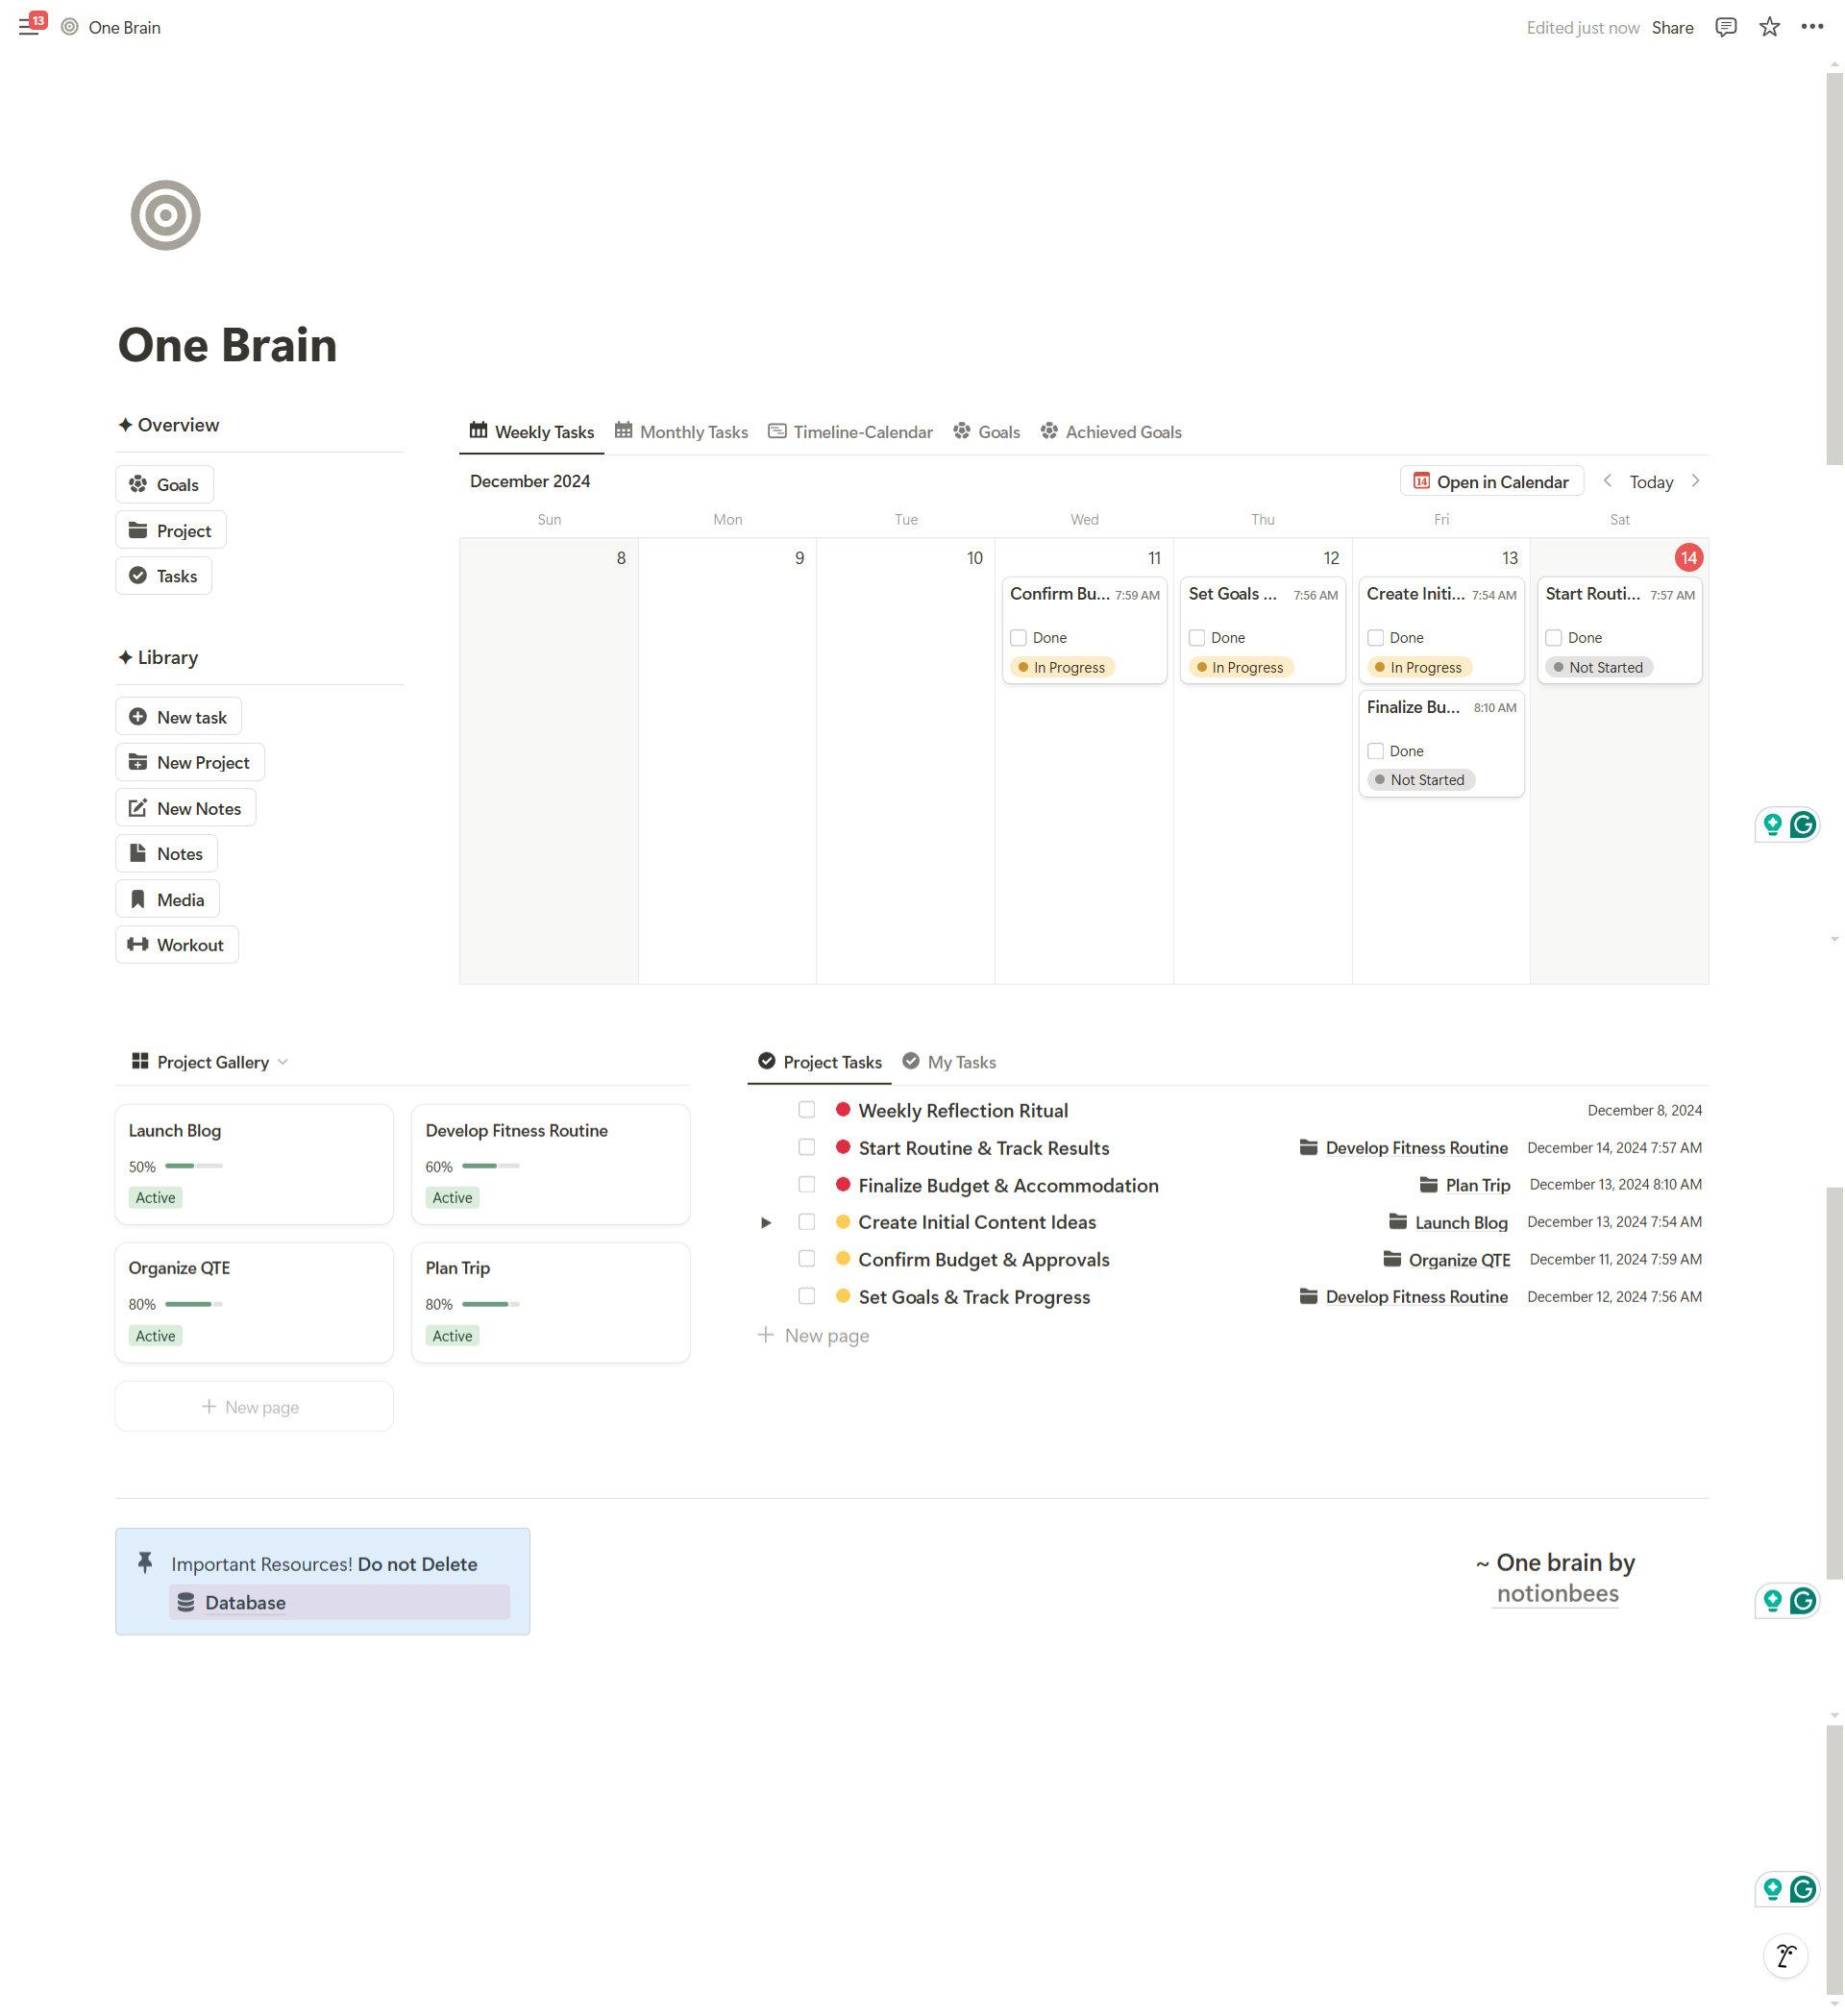 13
One Brain
Edited just now
Share
One Brain
✦ Overview
Goals
Project
Tasks
✦ Library
New task
New Project
New Notes
Notes
Media
Workout
Weekly Tasks
Monthly Tasks
Timeline-Calendar
Goals
Achieved Goals
December 2024
14
Open in Calendar
Today
Sun Mon Tue Wed Thu Fri Sat
8 9 10 11 12 13 14
Confirm Bu... 7:59 AM
Done
In Progress
Set Goals ... 7:56 AM
Done
In Progress
Create Initi... 7:54 AM
Done
In Progress
Finalize Bu... 8:10 AM
Done
Not Started
Start Routi... 7:57 AM
Done
Not Started
Project Gallery
Launch Blog
50%
Active
Develop Fitness Routine
60%
Active
Organize QTE
80%
Active
Plan Trip
80%
Active
+ New page
Project Tasks
My Tasks
Weekly Reflection Ritual December 8, 2024
Start Routine & Track Results Develop Fitness Routine December 14, 2024 7:57 AM
Finalize Budget & Accommodation Plan Trip December 13, 2024 8:10 AM
Create Initial Content Ideas Launch Blog December 13, 2024 7:54 AM
Confirm Budget & Approvals Organize QTE December 11, 2024 7:59 AM
Set Goals & Track Progress Develop Fitness Routine December 12, 2024 7:56 AM
+ New page
Important Resources! Do not Delete
Database
~ One brain by
notionbees